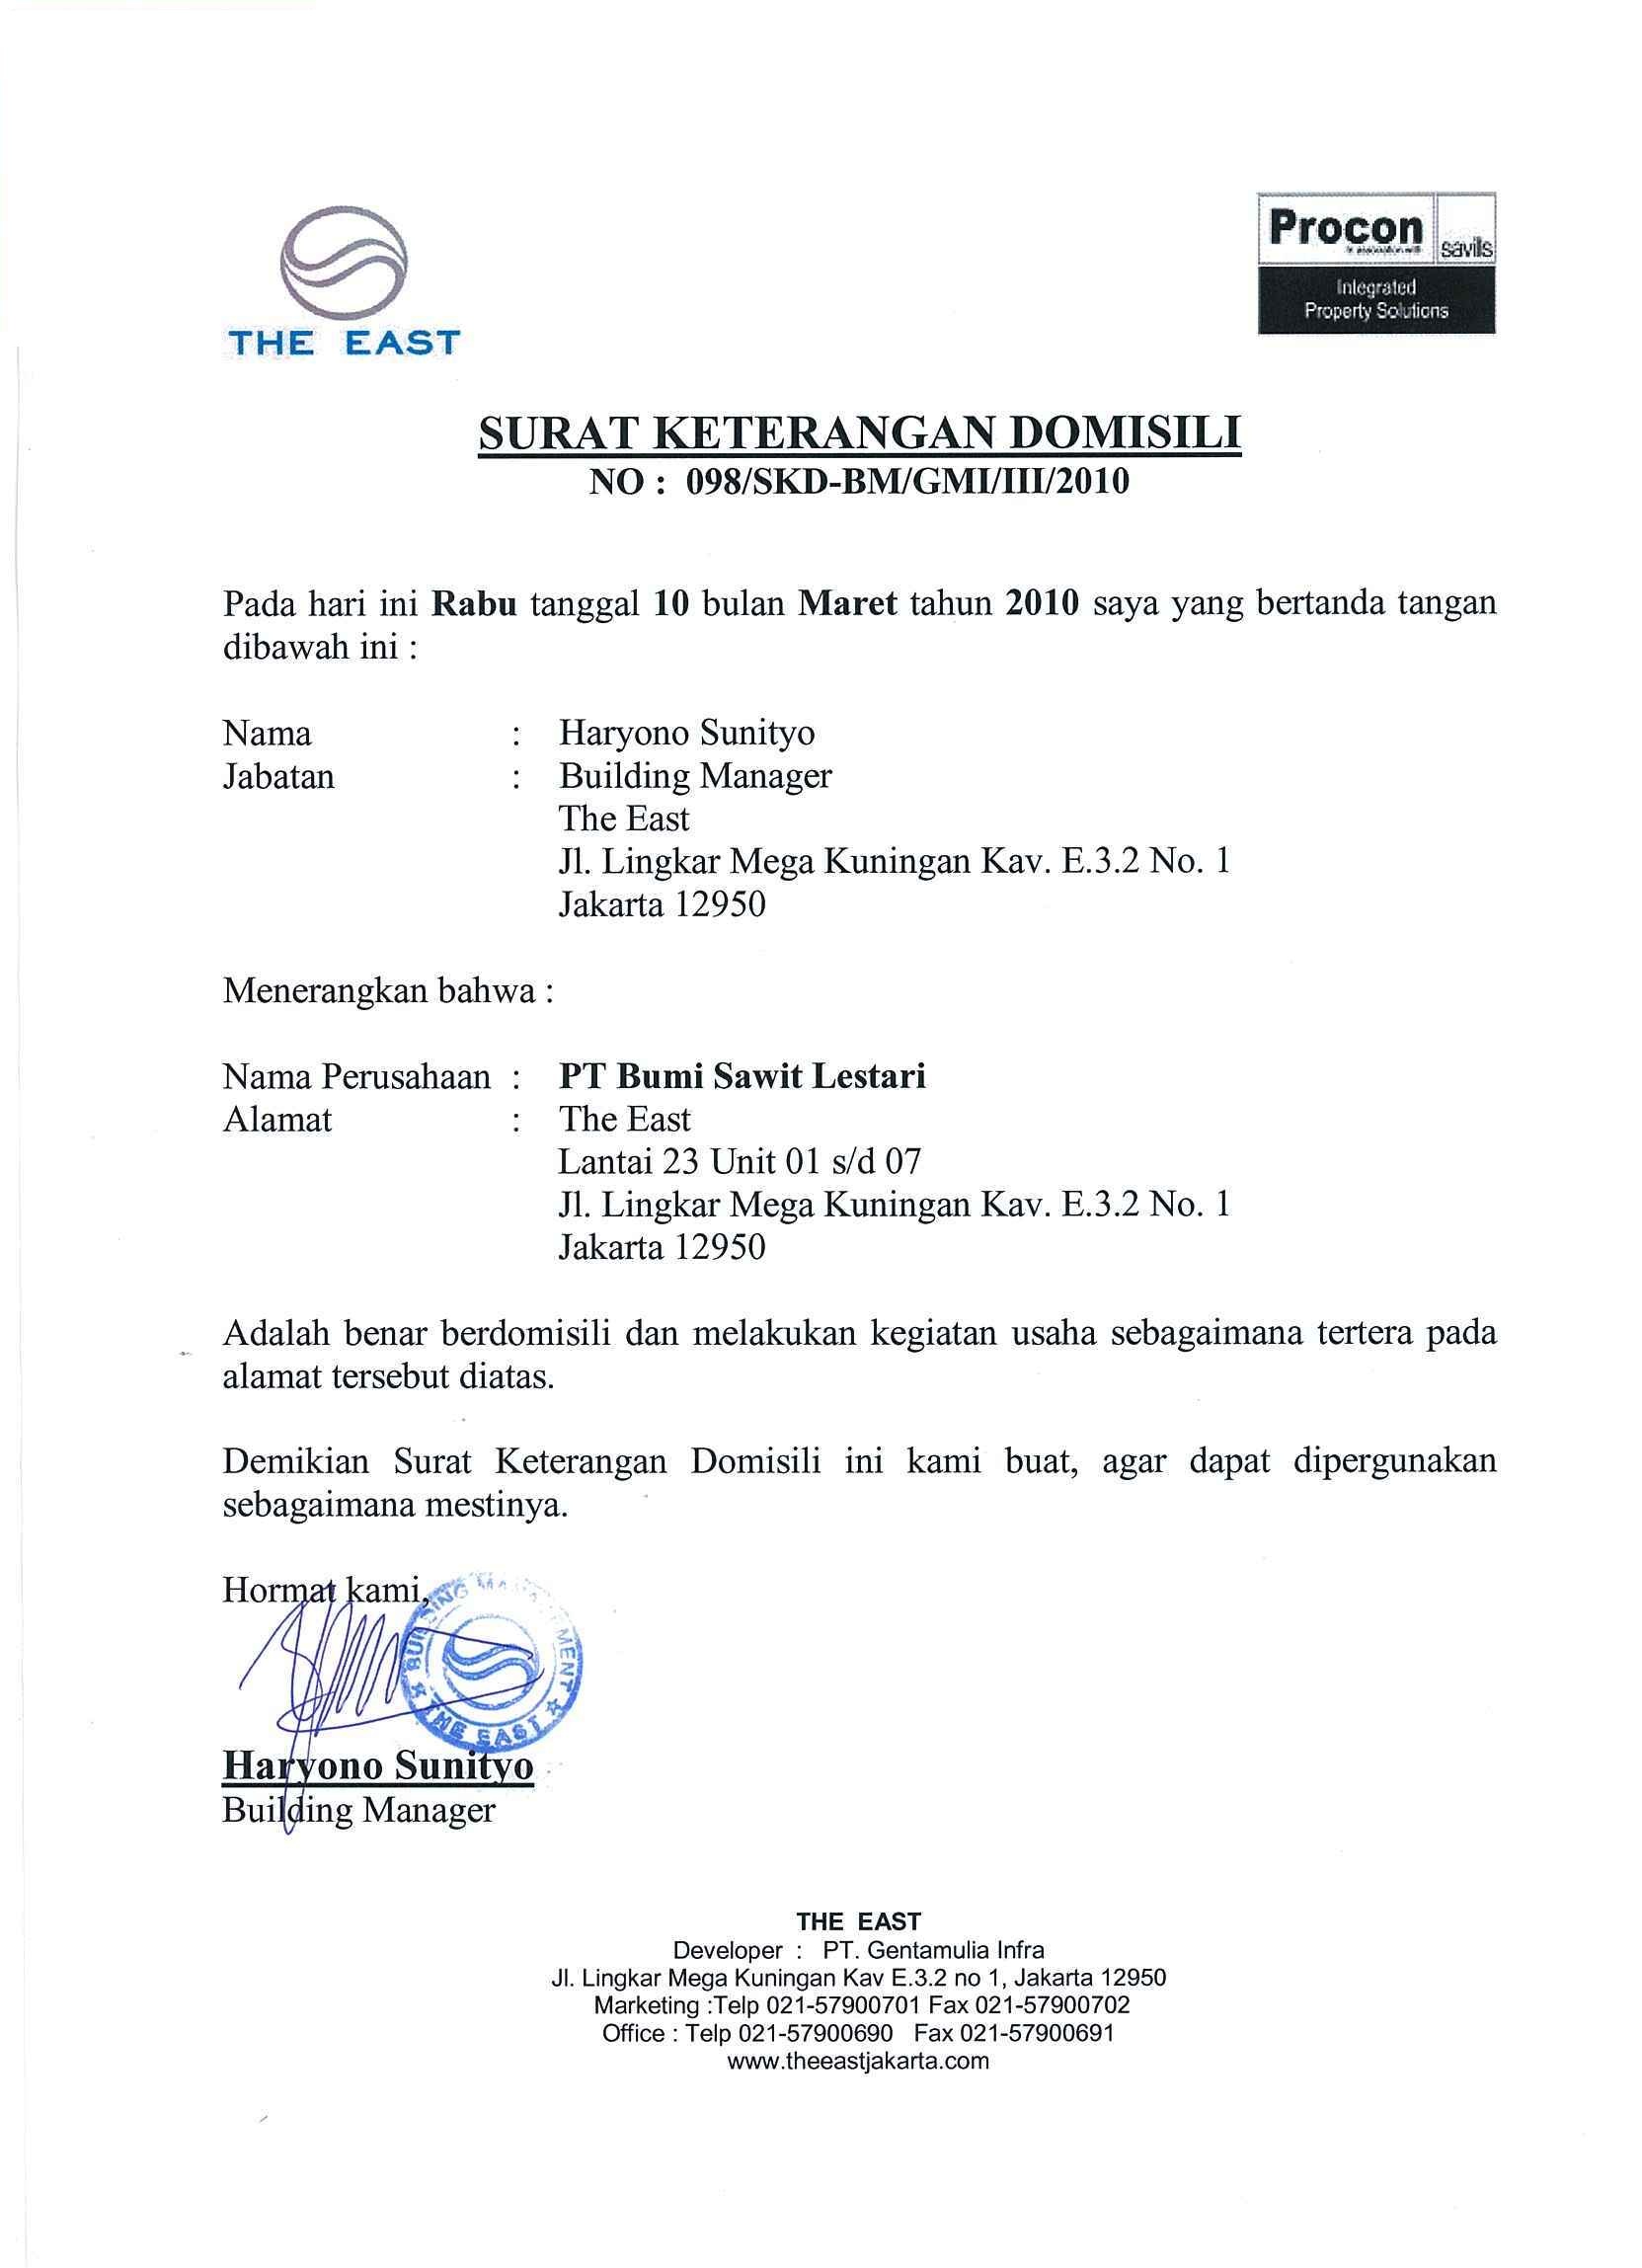 THE EAST
Procon
savills
Integrated
Property Solutions
SURAT KETERANGAN DOMISILI
NO : 098/SKD-BM/GMI/III/2010
Pada hari ini Rabu tanggal 10 bulan Maret tahun 2010 saya yang bertanda tangan
dibawah ini :
Nama : Haryono Sunityo
Jabatan : Building Manager
The East
Jl. Lingkar Mega Kuningan Kav. E.3.2 No. 1
Jakarta 12950
Menerangkan bahwa :
Nama Perusahaan : PT Bumi Sawit Lestari
Alamat : The East
Lantai 23 Unit 01 s/d 07
Jl. Lingkar Mega Kuningan Kav. E.3.2 No. 1
Jakarta 12950
Adalah benar berdomisili dan melakukan kegiatan usaha sebagaimana tertera pada
alamat tersebut diatas.
Demikian Surat Keterangan Domisili ini kami buat, agar dapat dipergunakan
sebagaimana mestinya.
Hormat kami,
BUILDING MANAGEMENT
THE EAST
Haryono Sunityo
Building Manager
THE EAST
Developer : PT. Gentamulia Infra
Jl. Lingkar Mega Kuningan Kav E.3.2 no 1, Jakarta 12950
Marketing :Telp 021-57900701 Fax 021-57900702
Office : Telp 021-57900690 Fax 021-57900691
www.theeastjakarta.com